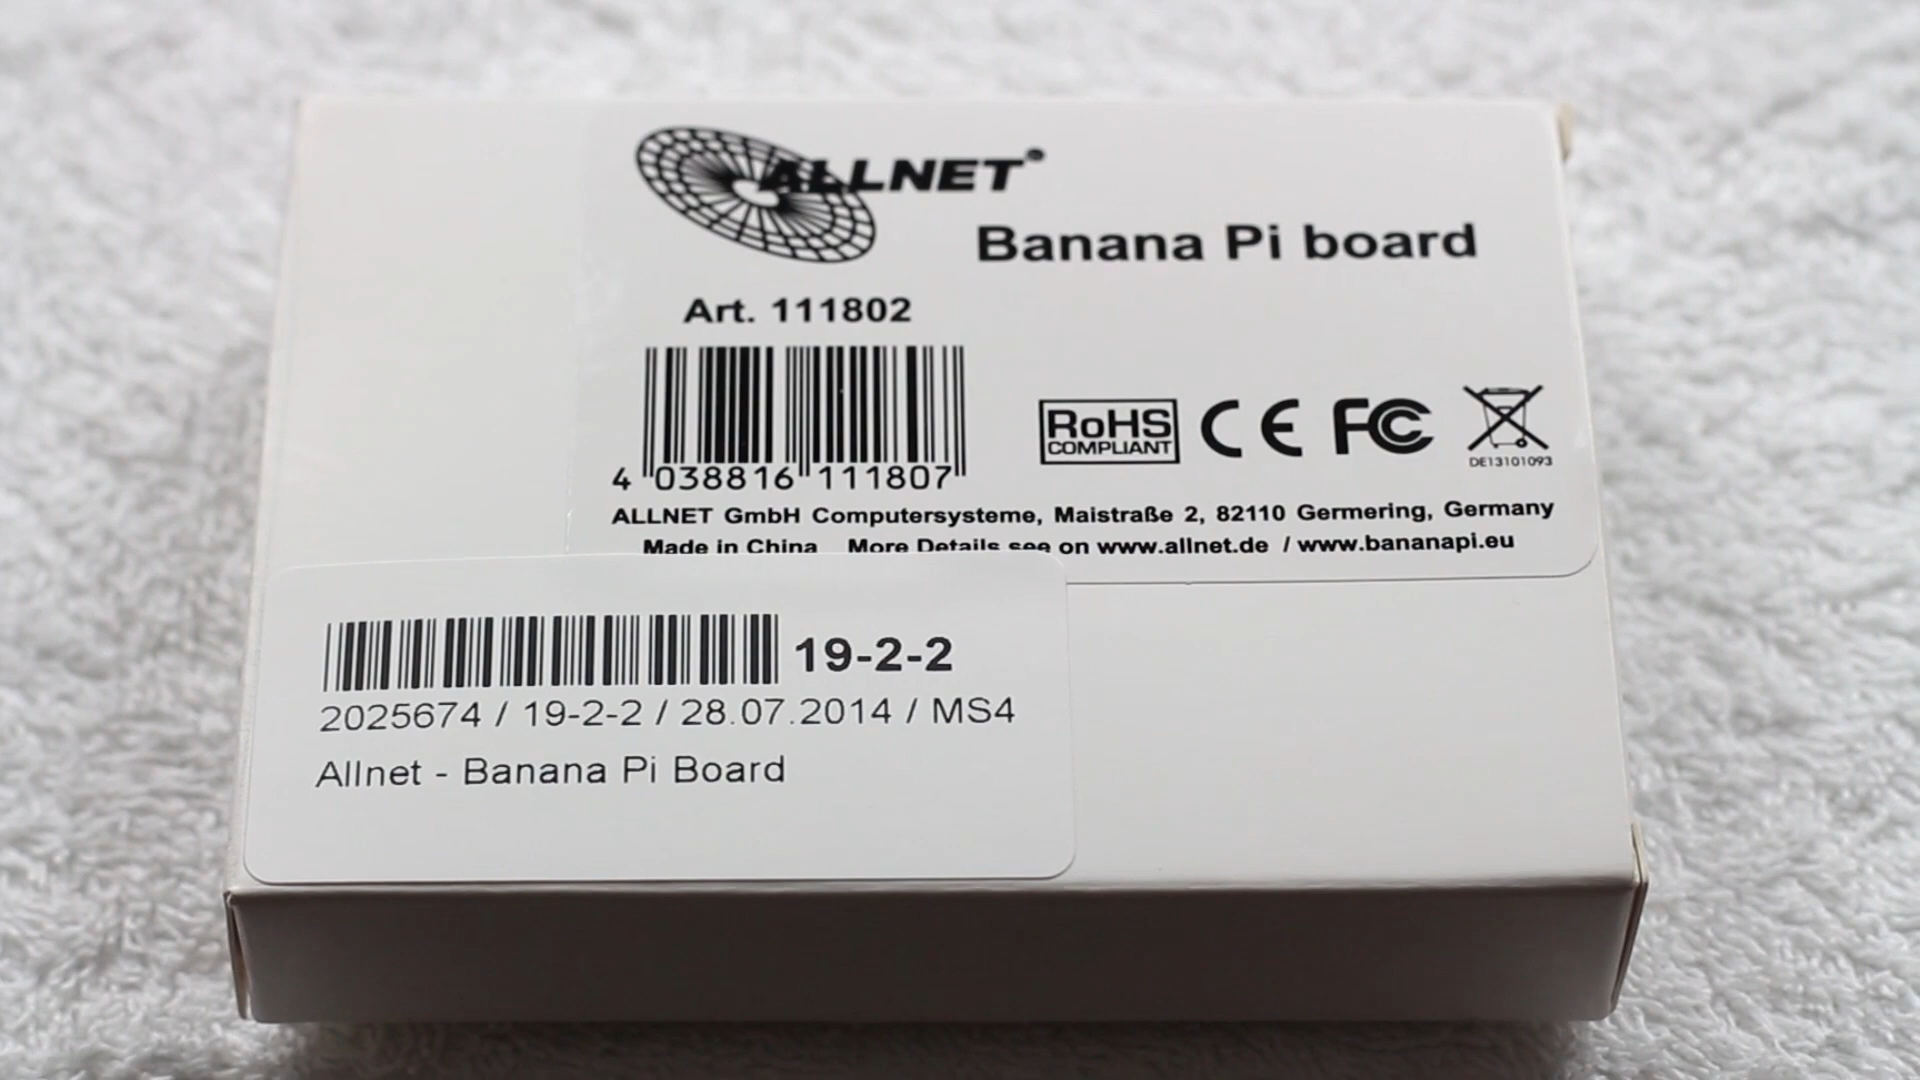 ALLNET®
Banana Pi board
Art. 111802
4 038816 111807
RoHS
COMPLIANT
CE FC
DE13101093
ALLNET GmbH Computersysteme, Maistraße 2, 82110 Germering, Germany
Made in China More Details see on www.allnet.de / www.bananapi.eu
19-2-2
2025674 / 19-2-2 / 28.07.2014 / MS4
Allnet - Banana Pi Board